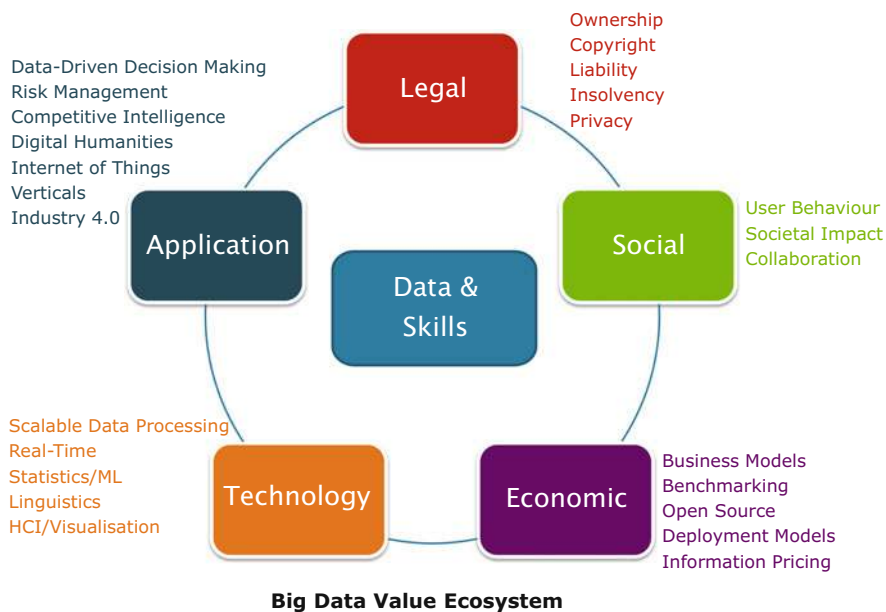 Legal
Ownership
Copyright
Liability
Insolvency
Privacy
Data-Driven Decision Making
Risk Management
Competitive Intelligence
Digital Humanities
Internet of Things
Verticals
Industry 4.0
Application
Social
User Behaviour
Societal Impact
Collaboration
Data &
Skills
Scalable Data Processing
Real-Time
Statistics/ML
Linguistics
HCI/Visualisation
Technology
Economic
Business Models
Benchmarking
Open Source
Deployment Models
Information Pricing
Big Data Value Ecosystem